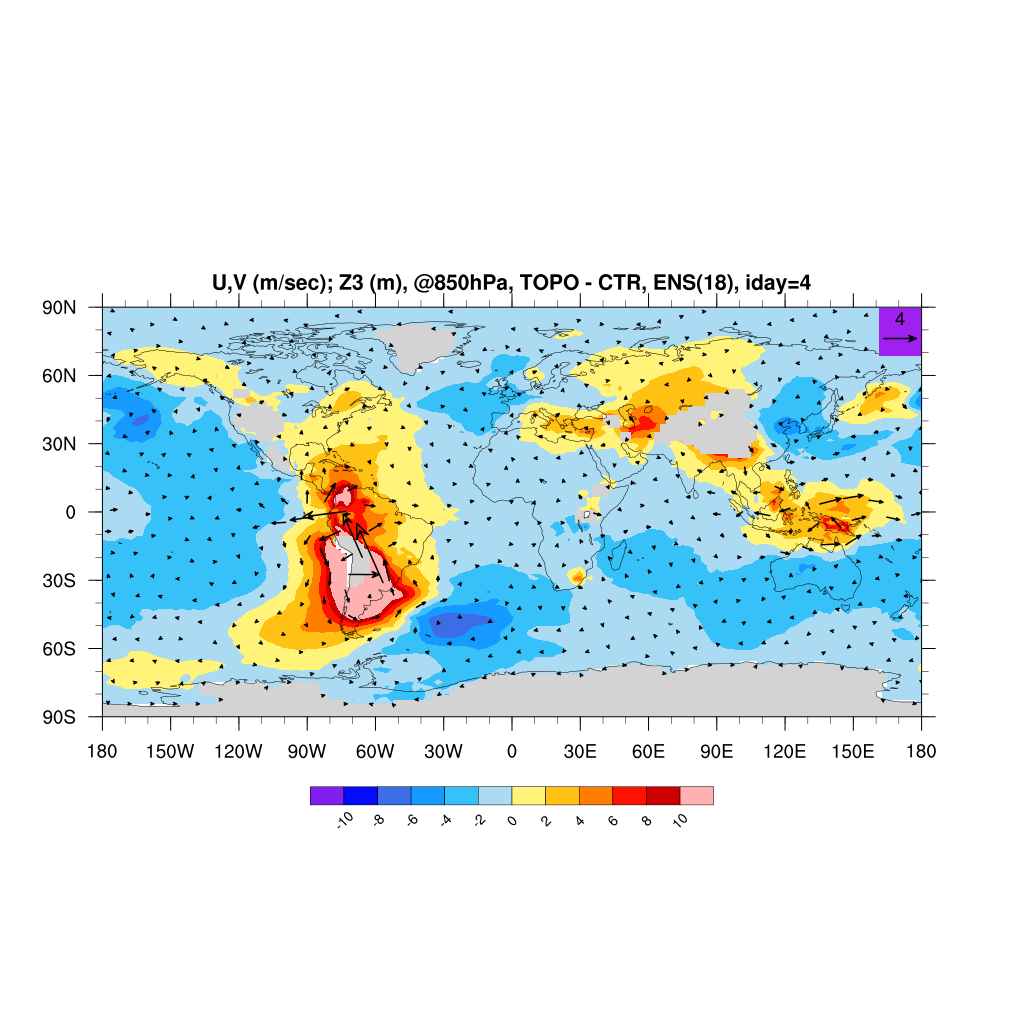 U,V (m/sec); Z3 (m), @850hPa, TOPO - CTR, ENS(18), iday=4
4
90N
60N
30N
0
30S
60S
90S
180 150W 120W 90W 60W 30W 0 30E 60E 90E 120E 150E 180
-10 -8 -6 -4 -2 0 2 4 6 8 10